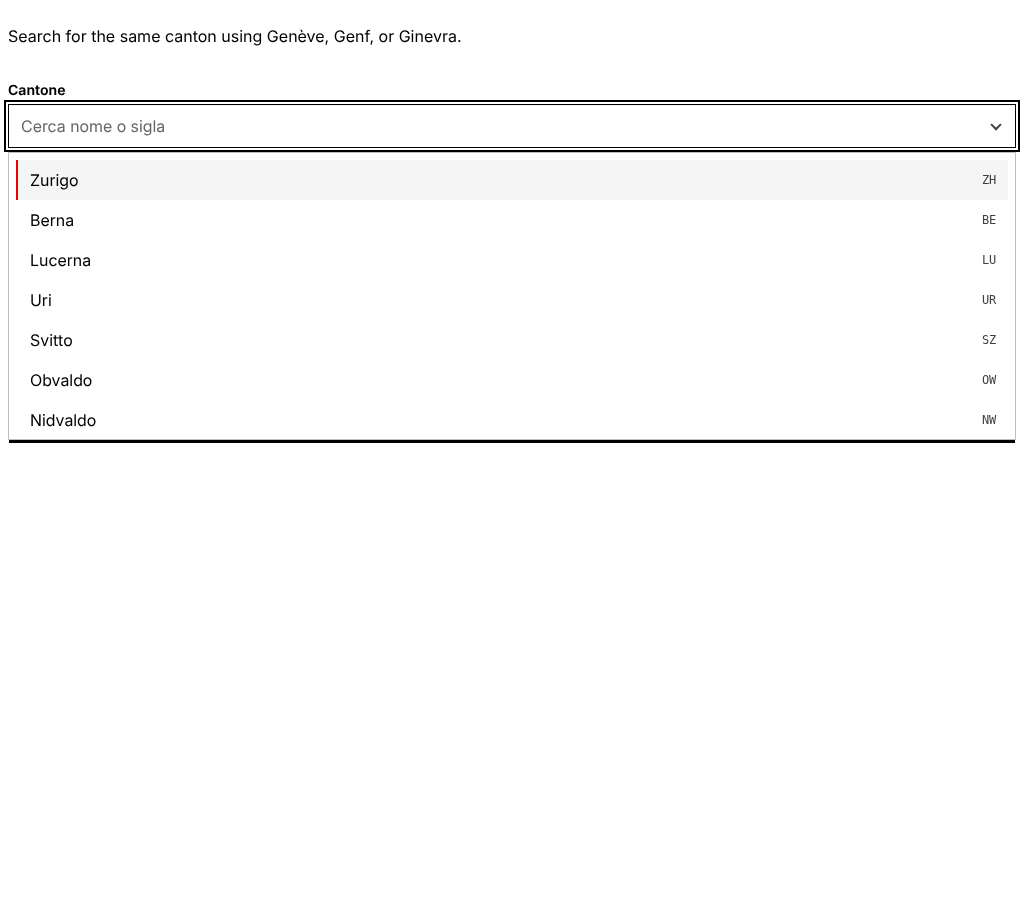 Search for the same canton using Genève, Genf, or Ginevra.
Cantone
Cerca nome o sigla
Zurigo ZH
Berna BE
Lucerna LU
Uri UR
Svitto SZ
Obvaldo OW
Nidvaldo NW